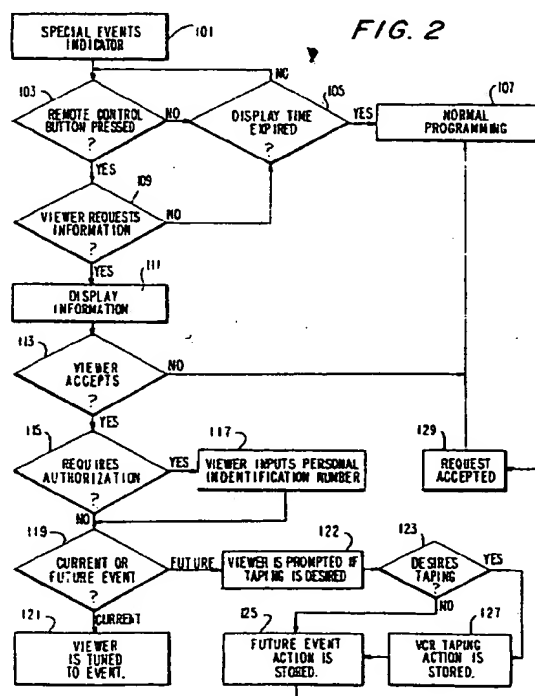 FIG. 2
SPECIAL EVENTS
INDICATOR
101
103
REMOTE CONTROL
BUTTON PRESSED
?
NO
YES
NO
105
DISPLAY TIME
EXPIRED
?
YES
107
NORMAL
PROGRAMMING
109
VIEWER REQUESTS
INFORMATION
?
NO
YES
111
DISPLAY
INFORMATION
113
VIEWER
ACCEPTS
?
NO
YES
115
REQUIRES
AUTHORIZATION
?
YES
NO
117
VIEWER INPUTS PERSONAL
INDENTIFICATION NUMBER
129
REQUEST
ACCEPTED
119
CURRENT OR
FUTURE EVENT
?
FUTURE
CURRENT
122
VIEWER IS PROMPTED IF
TAPING IS DESIRED
123
DESIRES
TAPING
?
YES
NO
121
VIEWER
IS TUNED
TO EVENT.
125
FUTURE EVENT
ACTION IS
STORED.
127
VCR TAPING
ACTION IS
STORED.